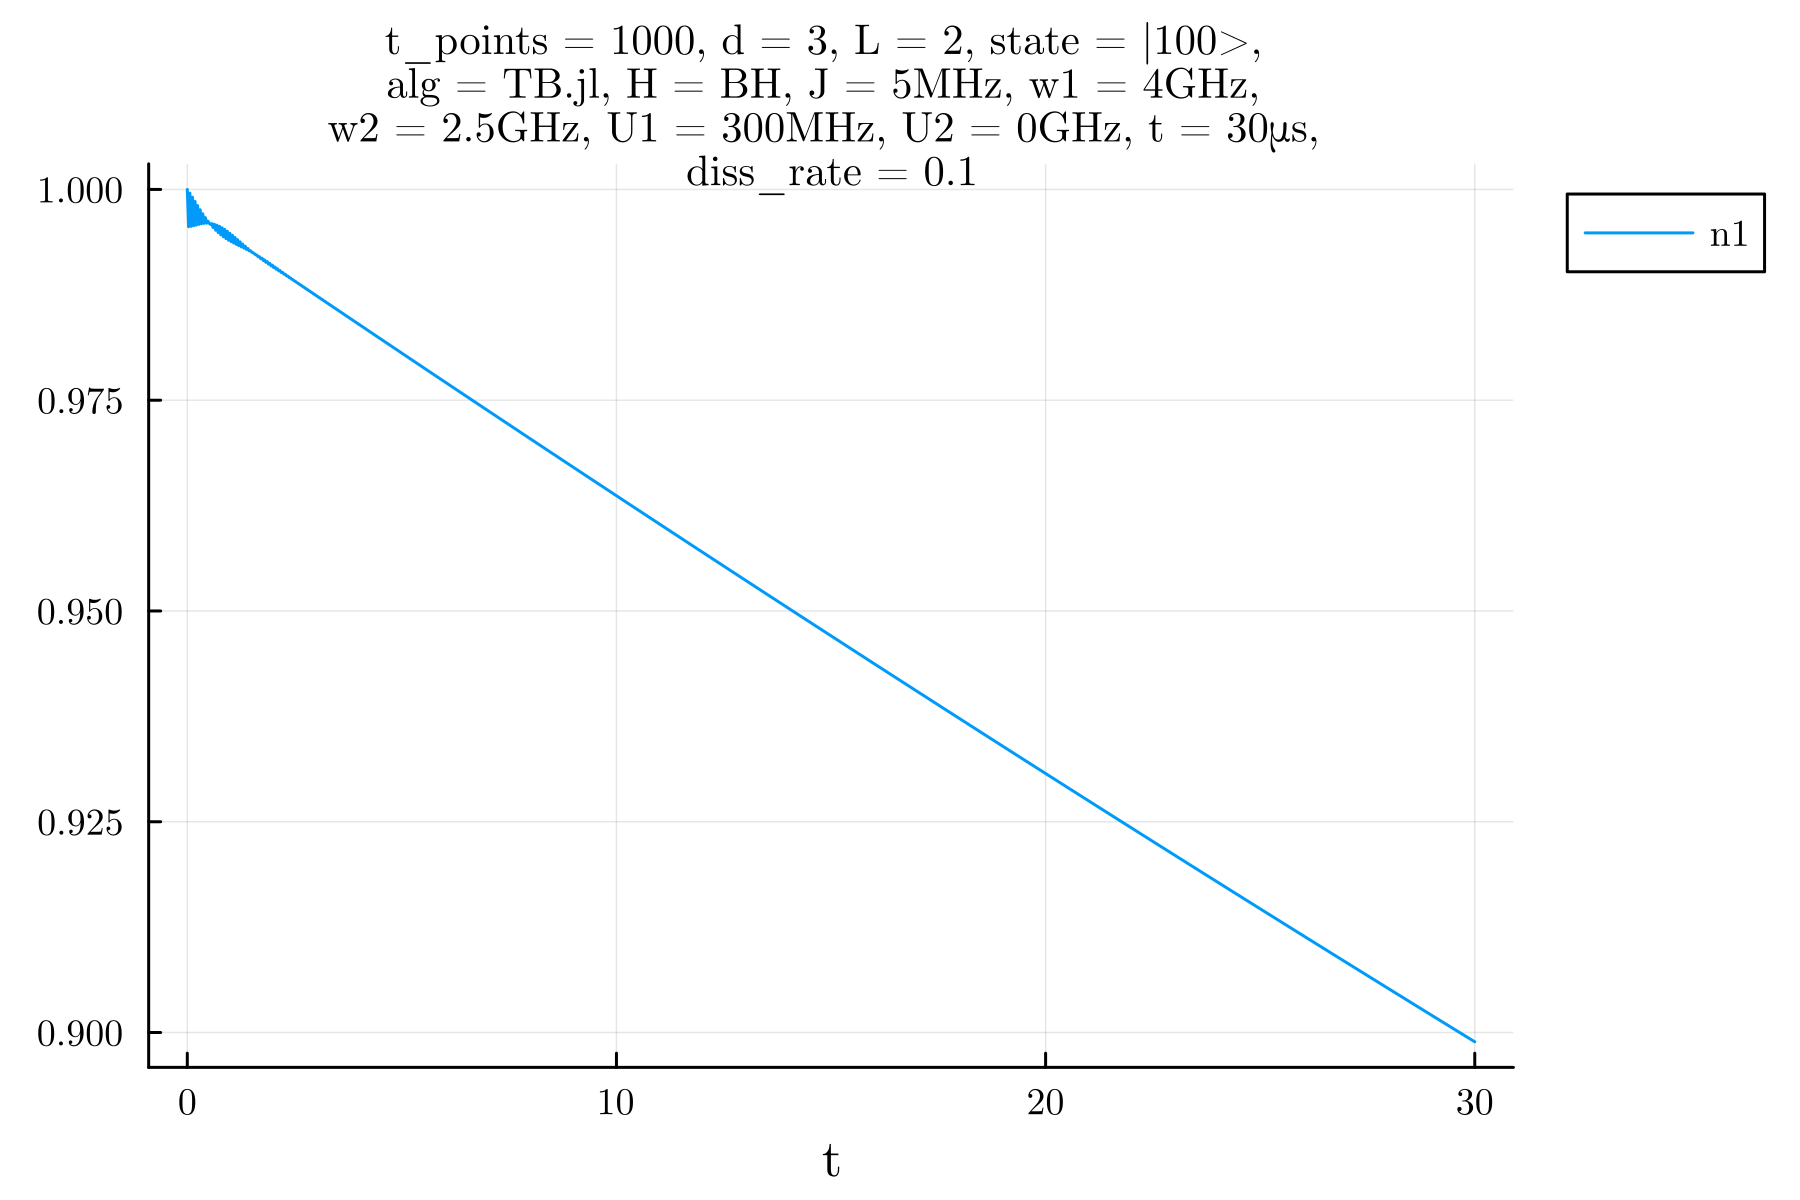 t_points = 1000, d = 3, L = 2, state = |100>,
alg = TB.jl, H = BH, J = 5MHz, w1 = 4GHz,
w2 = 2.5GHz, U1 = 300MHz, U2 = 0GHz, t = 30μs,
diss_rate = 0.1
1.000
0.975
0.950
0.925
0.900
n1
0
10
20
30
t